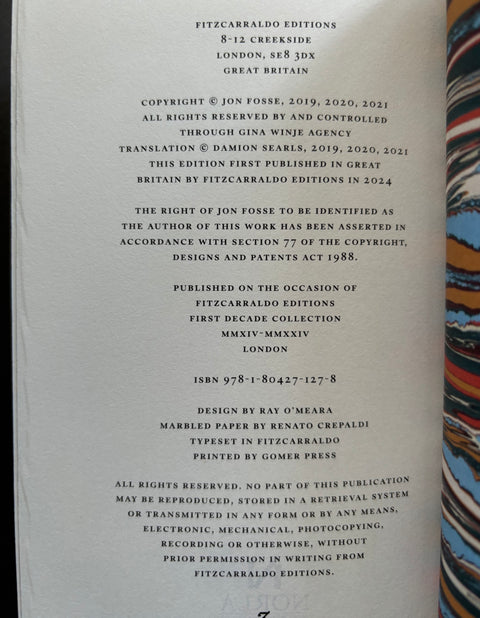 FITZCARRALDO EDITIONS
8-12 CREEKSIDE
LONDON, SE8 3DX
GREAT BRITAIN
COPYRIGHT © JON FOSSE, 2019, 2020, 2021
ALL RIGHTS RESERVED BY AND CONTROLLED
THROUGH GINA WINJE AGENCY
TRANSLATION © DAMION SEARLS, 2019, 2020, 2021
THIS EDITION FIRST PUBLISHED IN GREAT
BRITAIN BY FITZCARRALDO EDITIONS IN 2024
THE RIGHT OF JON FOSSE TO BE IDENTIFIED AS
THE AUTHOR OF THIS WORK HAS BEEN ASSERTED IN
ACCORDANCE WITH SECTION 77 OF THE COPYRIGHT,
DESIGNS AND PATENTS ACT 1988.
PUBLISHED ON THE OCCASION OF
FITZCARRALDO EDITIONS
FIRST DECADE COLLECTION
MMXIV-MMXXIV
LONDON
ISBN 978-1-80427-127-8
DESIGN BY RAY O'MEARA
MARBLED PAPER BY RENATO CREPALDI
TYPESET IN FITZCARRALDO
PRINTED BY GOMER PRESS
ALL RIGHTS RESERVED. NO PART OF THIS PUBLICATION
MAY BE REPRODUCED, STORED IN A RETRIEVAL SYSTEM
OR TRANSMITTED IN ANY FORM OR BY ANY MEANS,
ELECTRONIC, MECHANICAL, PHOTOCOPYING,
RECORDING OR OTHERWISE, WITHOUT
PRIOR PERMISSION IN WRITING FROM
FITZCARRALDO EDITIONS.